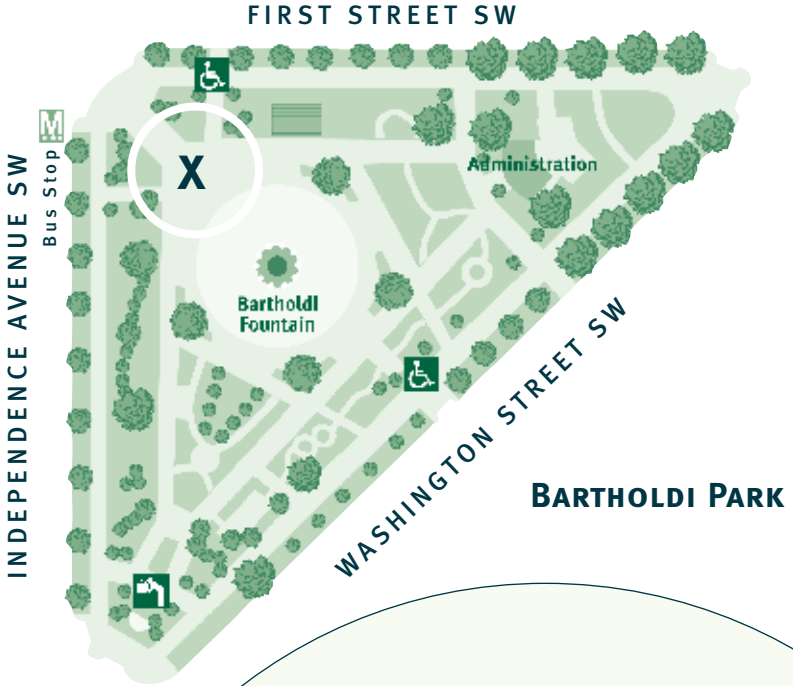 FIRST STREET SW
M
Bus Stop
INDEPENDENCE AVENUE SW
X
Administration
Bartholdi
Fountain
WASHINGTON STREET SW
BARTHOLDI PARK